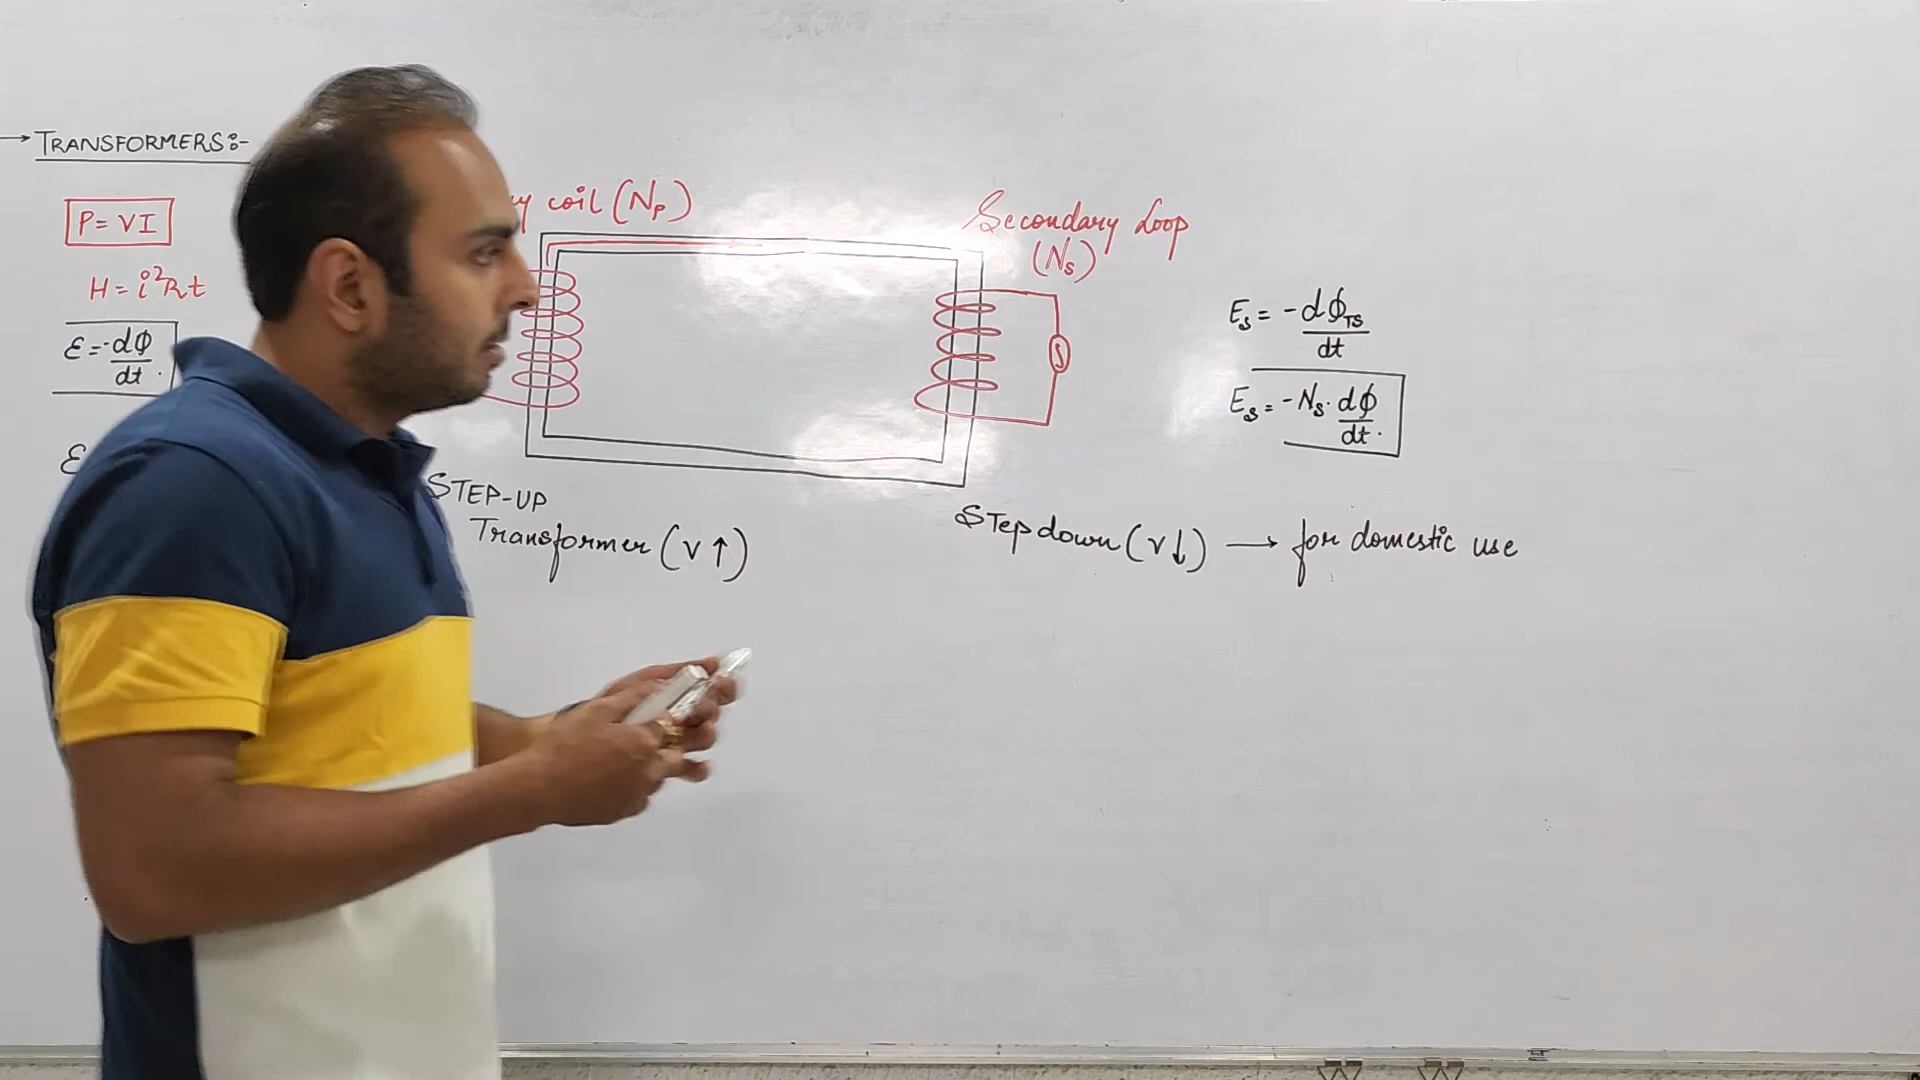 → TRANSFORMERS:-
P = VI
H = i²Rt
ε = -dϕ/dt.
ε
coil (Np)
Secondary Loop
(Ns)
S
Es = -dϕTS/dt
Es = -Ns. dϕ/dt.
STEP-UP
Transformer (V↑)
Step down (V↓) → for domestic use